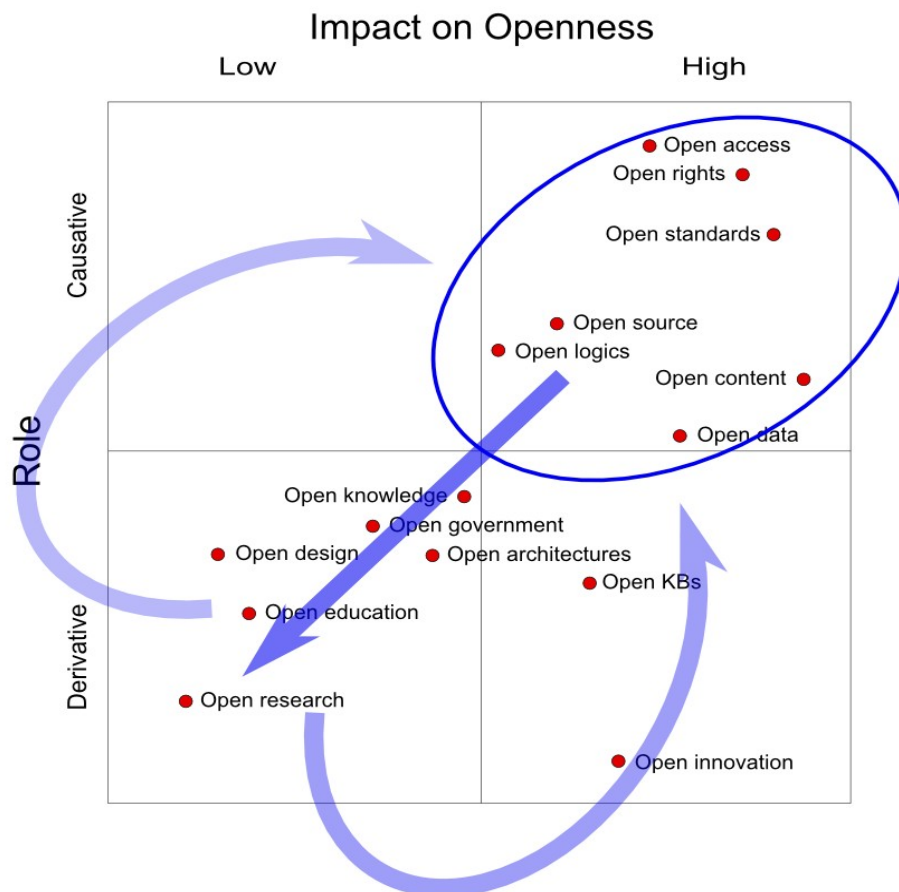 Impact on Openness
Low
High
Causative
Open access
Open rights
Open standards
Open source
Open logics
Open content
Open data
Role
Open knowledge
Open government
Open design
Open architectures
Open KBs
Open education
Derivative
Open research
Open innovation